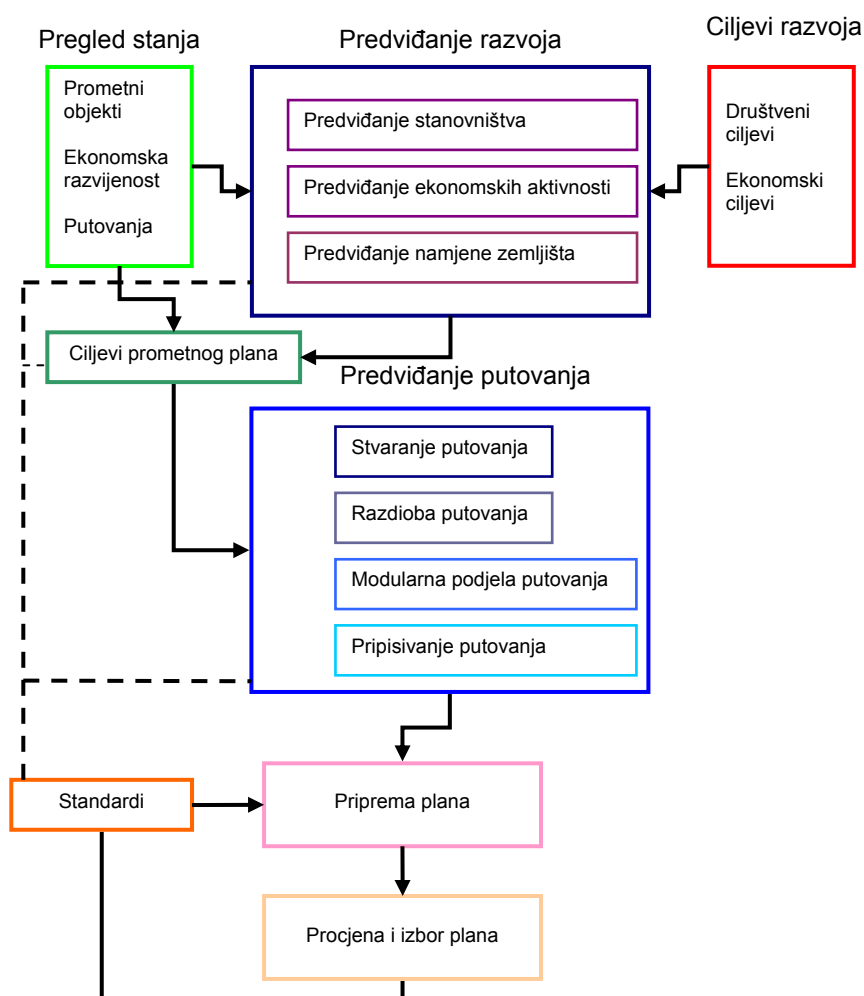 Pregled stanja
Predviđanje razvoja
Ciljevi razvoja
Prometni
objekti
Ekonomska
razvijenost
Putovanja
Predviđanje stanovništva
Predviđanje ekonomskih aktivnosti
Predviđanje namjene zemljišta
Društveni
ciljevi
Ekonomski
ciljevi
Ciljevi prometnog plana
Predviđanje putovanja
Stvaranje putovanja
Razdioba putovanja
Modularna podjela putovanja
Pripisivanje putovanja
Standardi
Priprema plana
Procjena i izbor plana